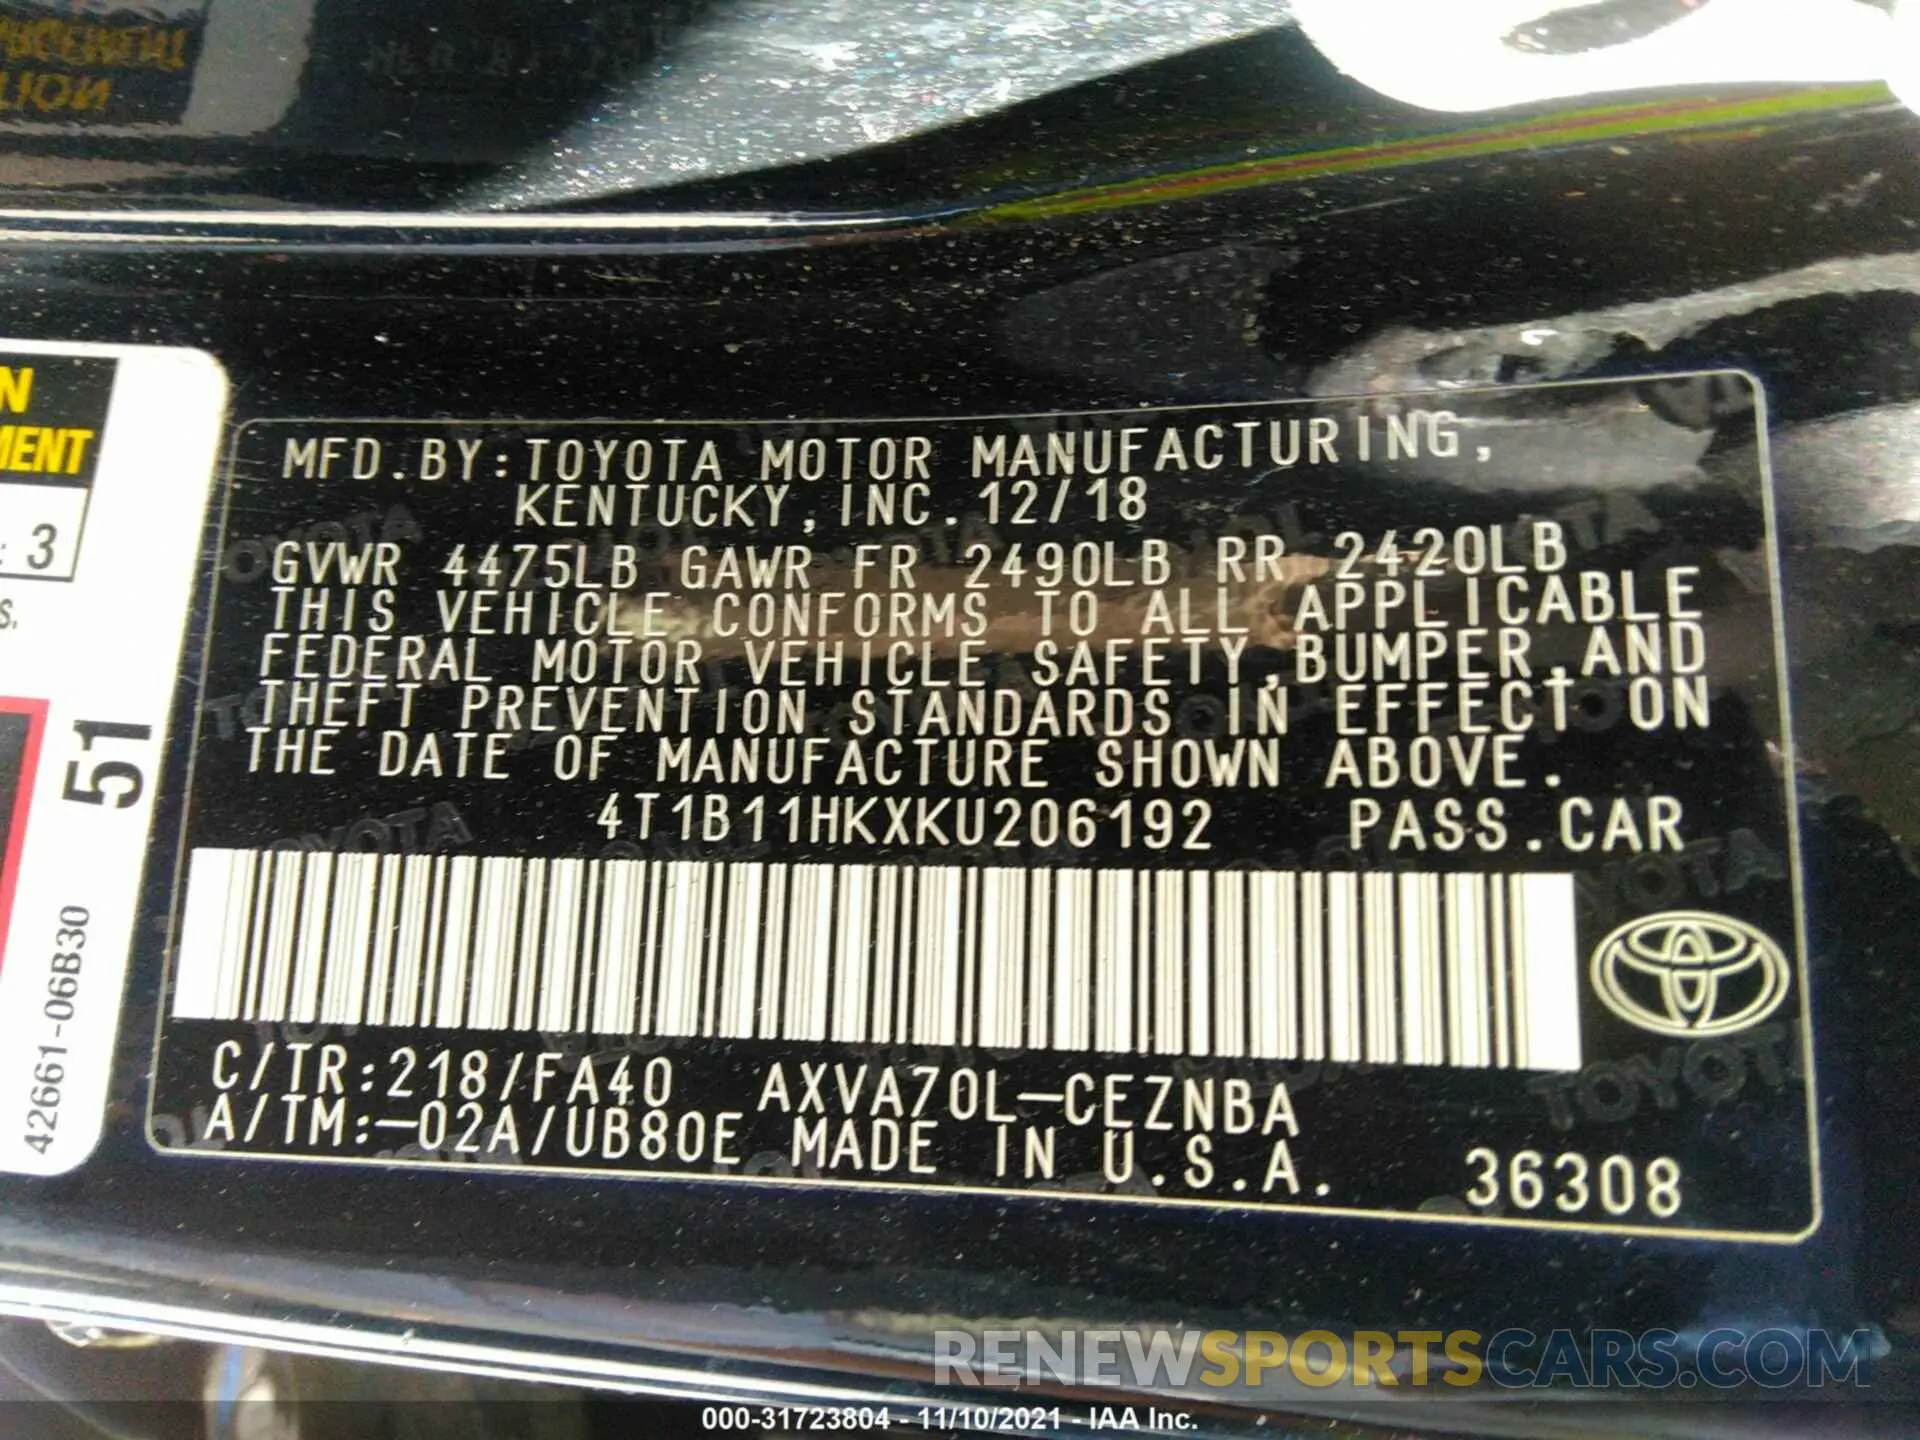 N
MENT
: 3
S.
51
42661-06B30
MFD.BY:TOYOTA MOTOR MANUFACTURING,
KENTUCKY,INC.12/18
GVWR 4475LB GAWR FR 2490LB RR 2420LB
THIS VEHICLE CONFORMS TO ALL APPLICABLE
FEDERAL MOTOR VEHICLE SAFETY,BUMPER,AND
THEFT PREVENTION STANDARDS IN EFFECT ON
THE DATE OF MANUFACTURE SHOWN ABOVE.
4T1B11HKXKU206192 PASS.CAR
C/TR:218/FA40 AXVA70L-CEZNBA
A/TM:-02A/UB80E MADE IN U.S.A. 36308
TOYOTA
RENEWSPORTSCARS.COM
000-31723804 - 11/10/2021 - IAA Inc.